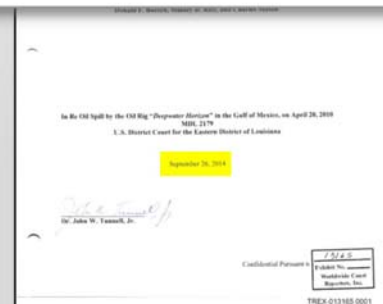 In Re Oil Spill by the Oil Rig "Deepwater Horizon" in the Gulf of Mexico, on April 20, 2010
MDL 2179
U.S. District Court for the Eastern District of Louisiana
September 26, 2014
Dr. John W. Tunnell, Jr.
Confidential Pursuant
Exhibit No.
Worldwide Court
Reporters, Inc.
TREX-013165.0001